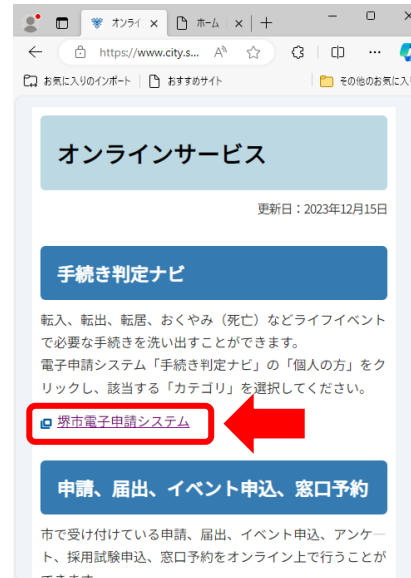 オンライ
ホーム
https://www.city.s...
お気に入りのインポート
おすすめサイト
その他のお気に入り
オンラインサービス
更新日：2023年12月15日
手続き判定ナビ
転入、転出、転居、おくやみ（死亡）などライフイベント
で必要な手続きを洗い出すことができます。
電子申請システム「手続き判定ナビ」の「個人の方」をク
リックし、該当する「カテゴリ」を選択してください。
堺市電子申請システム
申請、届出、イベント申込、窓口予約
市で受け付けている申請、届出、イベント申込、アンケー
ト、採用試験申込、窓口予約をオンライン上で行うことが
できます